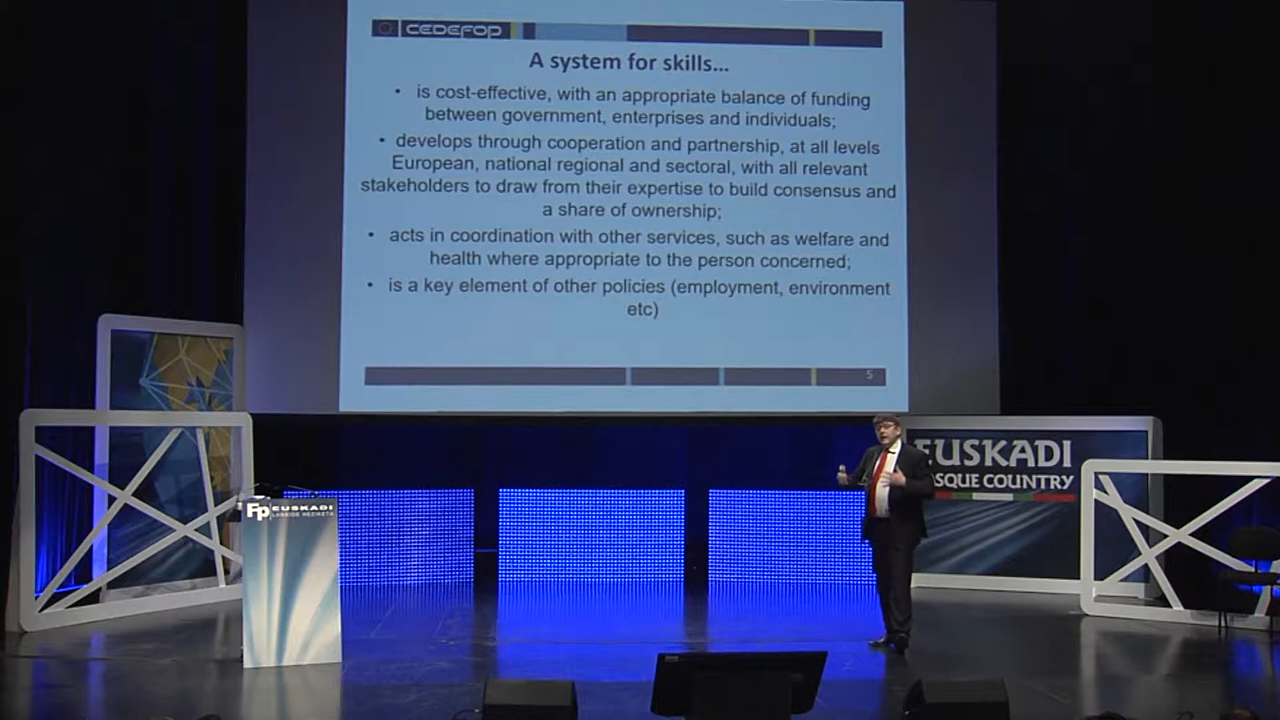 CEDEFOP
A system for skills...
• is cost-effective, with an appropriate balance of funding
between government, enterprises and individuals;
• develops through cooperation and partnership, at all levels
European, national regional and sectoral, with all relevant
stakeholders to draw from their expertise to build consensus and
a share of ownership;
• acts in coordination with other services, such as welfare and
health where appropriate to the person concerned;
• is a key element of other policies (employment, environment
etc)
5
EUSKADI
BASQUE COUNTRY
Fp EUSKADI
LANBIDE HEZIKETA